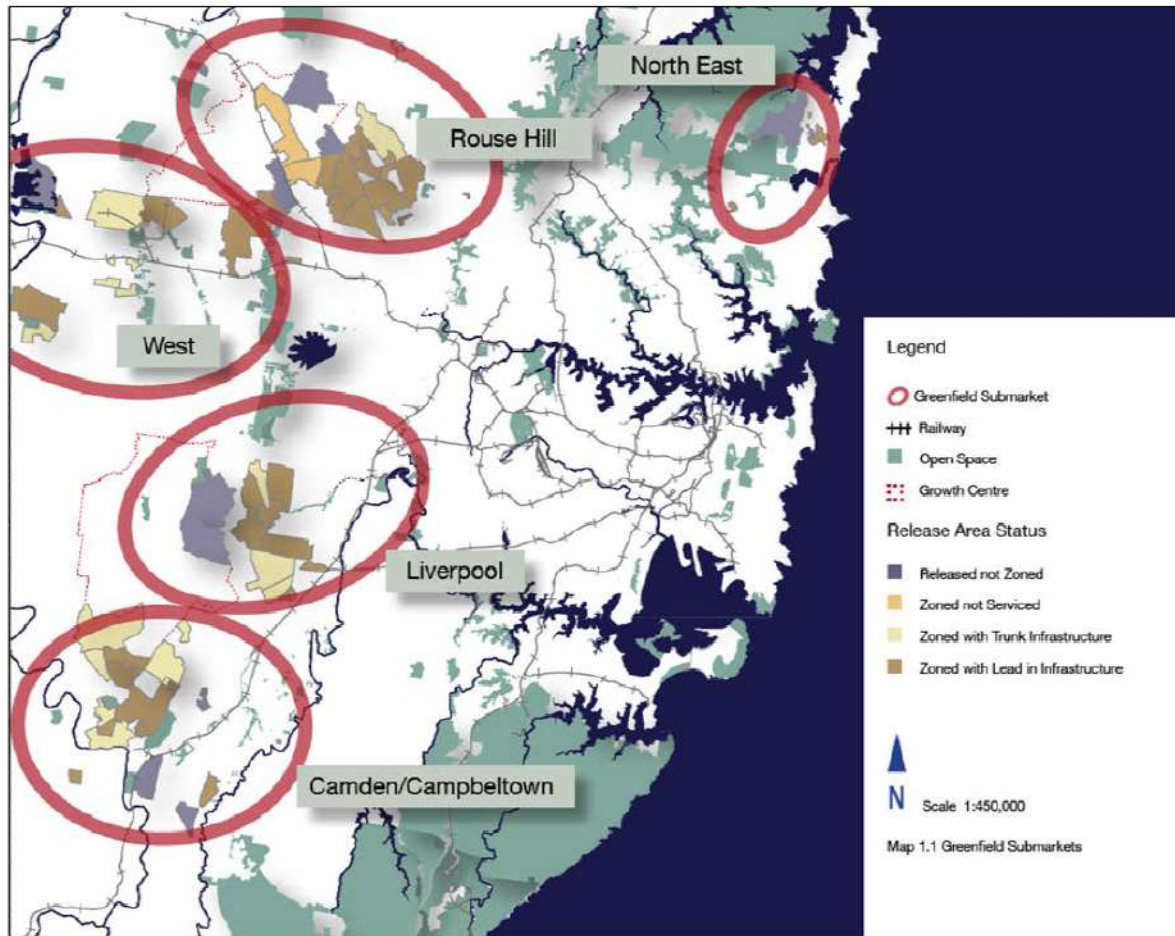 North East
Rouse Hill
West
Liverpool
Camden/Campbeltown
Legend
Greenfield Submarket
Railway
Open Space
Growth Centre
Release Area Status
Released not Zoned
Zoned not Serviced
Zoned with Trunk Infrastructure
Zoned with Lead in Infrastructure
N
Scale 1:450,000
Map 1.1 Greenfield Submarkets